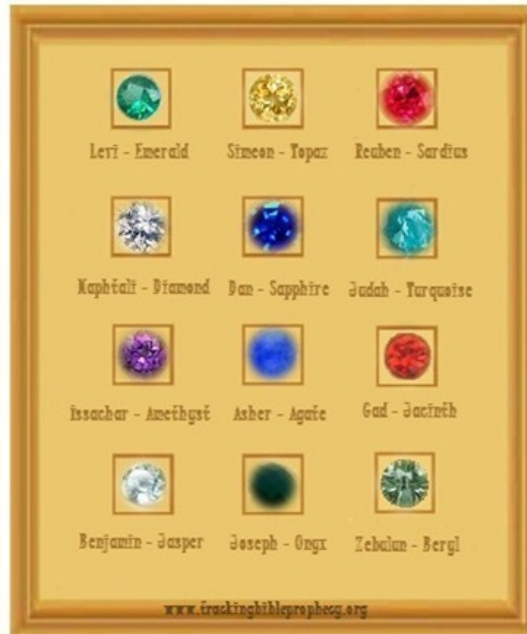 Levi - Emerald Simeon - Topaz Reuben - Sardius
Naphtali - Diamond Dan - Sapphire Judah - Turquoise
Issachar - Amethyst Asher - Agate Gad - Jacinth
Benjamin - Jasper Joseph - Onyx Zebulun - Beryl
www.trackingbibleprophecy.org